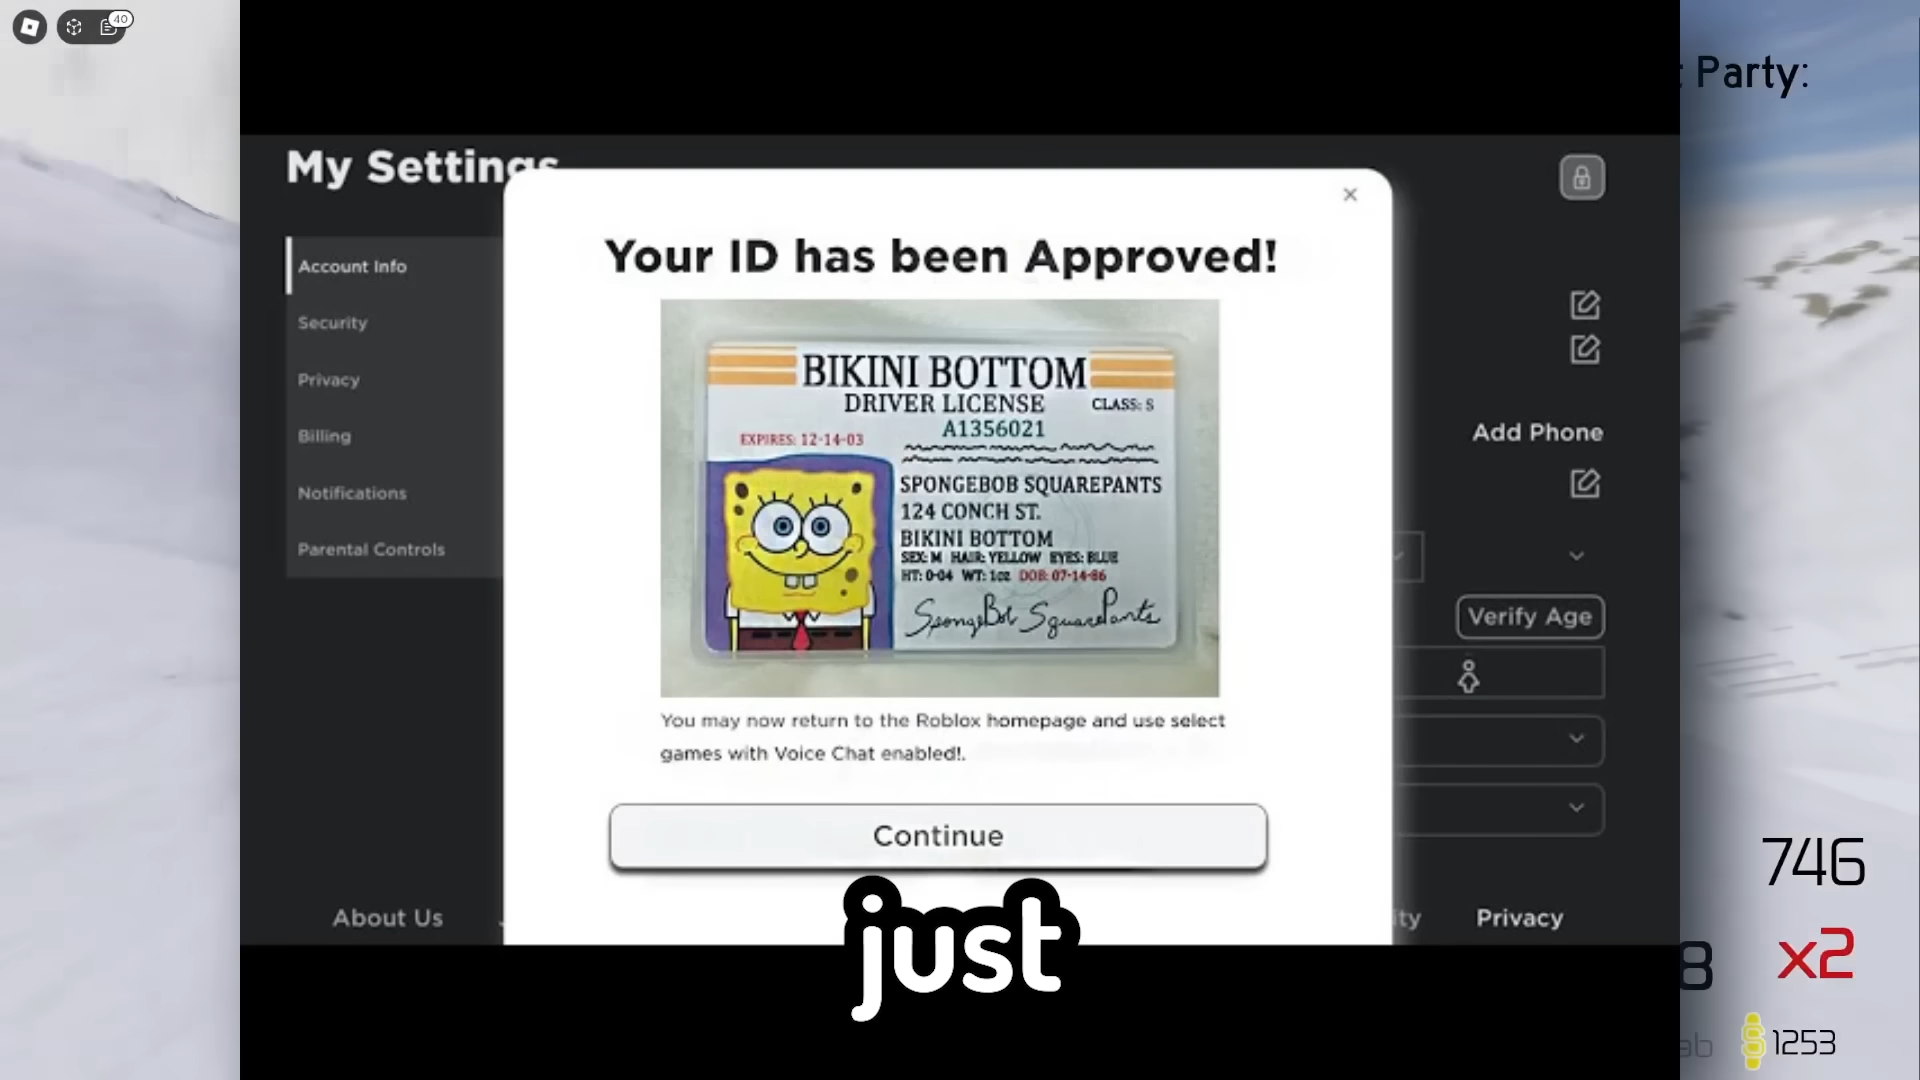 40
Party:
My Settings
Your ID has been Approved!
Account Info
Security
Privacy
Billing
Notifications
Parental Controls
BIKINI BOTTOM
DRIVER LICENSE
CLASS: S
A1356021
EXPIRES: 12-14-03
SPONGEBOB SQUAREPANTS
124 CONCH ST.
BIKINI BOTTOM
SEX: M HAIR: YELLOW EYES: BLUE
HT: 0-04 WT: 1oz DOB: 07-14-86
SpongeBob SquarePants
Add Phone
Verify Age
You may now return to the Roblox homepage and use select
games with Voice Chat enabled!.
Continue
just
About Us
Privacy
746
8 x2
1253